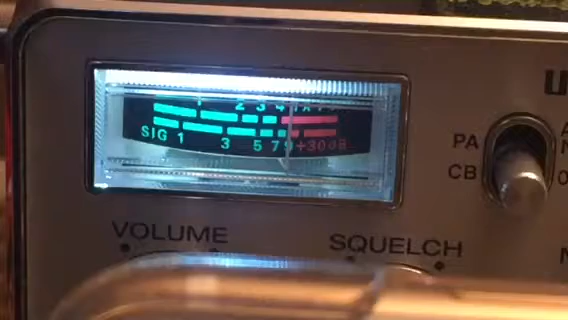 1 2 3 4
SIG 1 3 5 7 9 +30dB
PA
CB
VOLUME
SQUELCH